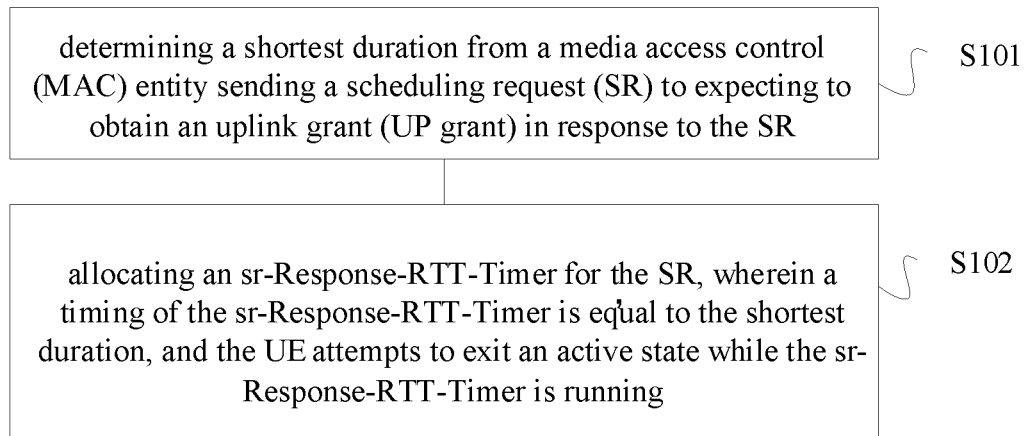 determining a shortest duration from a media access control
(MAC) entity sending a scheduling request (SR) to expecting to
obtain an uplink grant (UP grant) in response to the SR
S101
allocating an sr-Response-RTT-Timer for the SR, wherein a
timing of the sr-Response-RTT-Timer is equal to the shortest
duration, and the UE attempts to exit an active state while the sr-
Response-RTT-Timer is running
S102